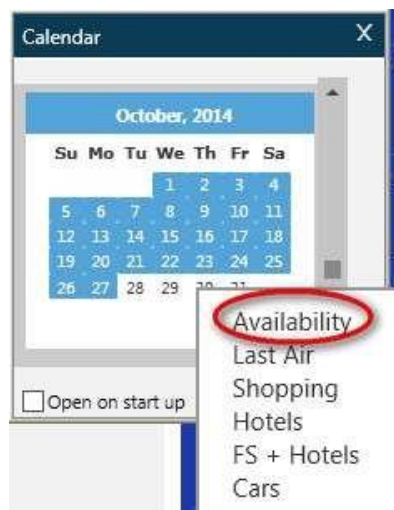 Calendar X
October, 2014
Su Mo Tu We Th Fr Sa
1 2 3 4
5 6 7 8 9 10 11
12 13 14 15 16 17 18
19 20 21 22 23 24 25
26 27 28 29 30 31
Availability
Last Air
Shopping
Open on start up
Hotels
FS + Hotels
Cars